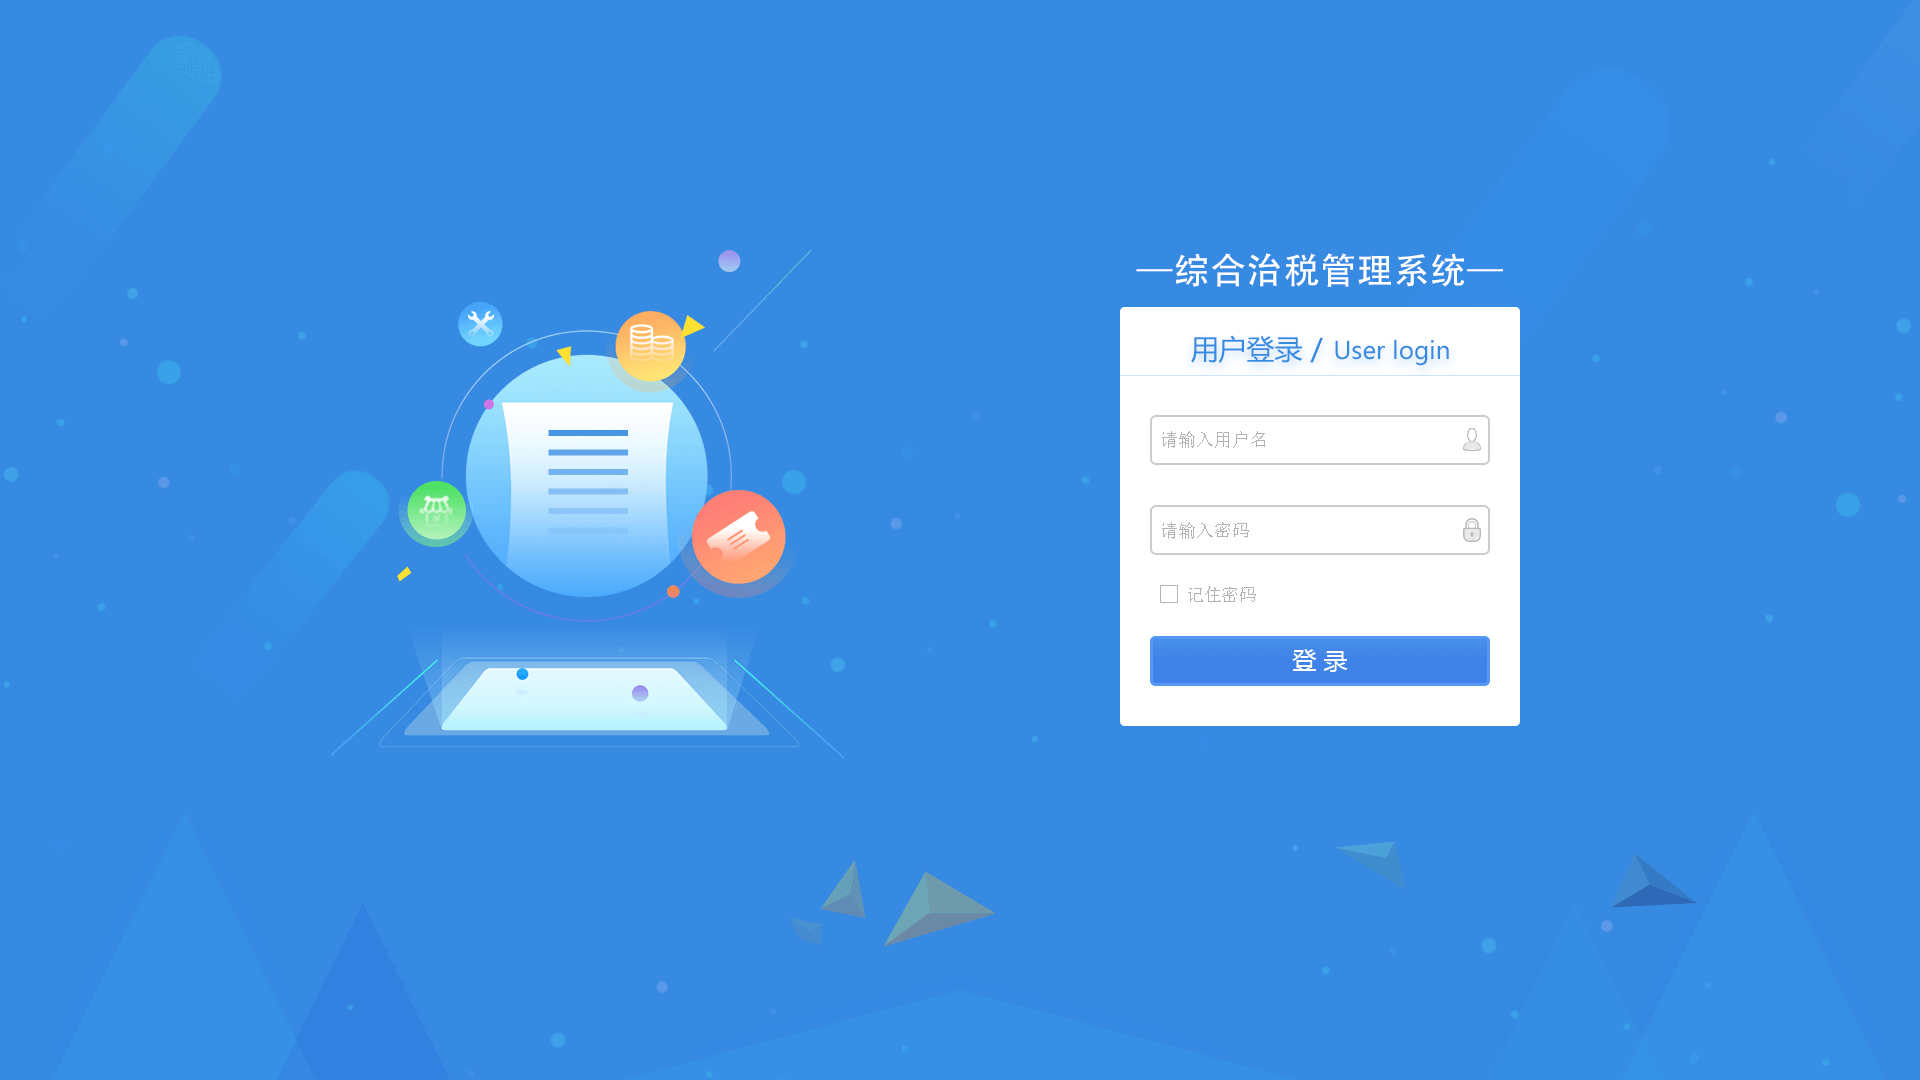 —综合治税管理系统—
用户登录 / User login
请输入用户名
请输入密码
记住密码
登 录